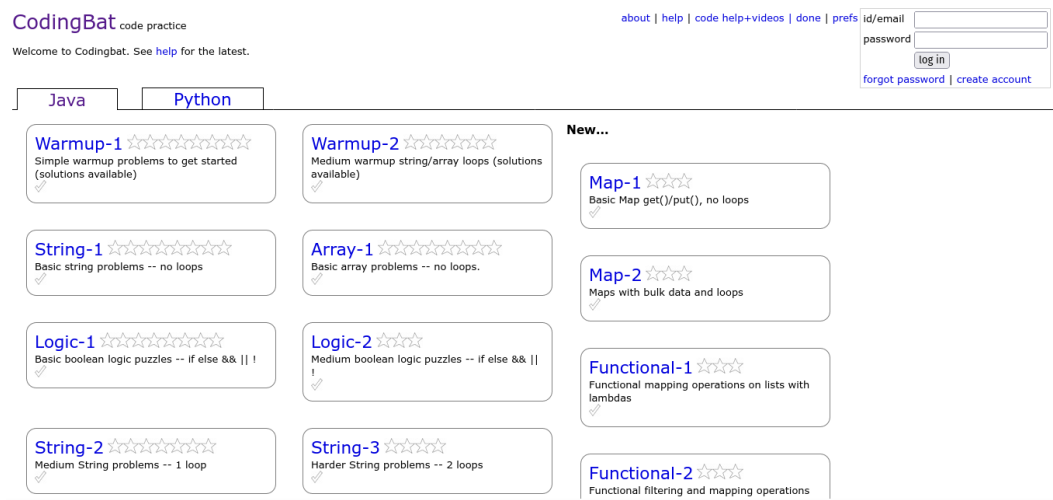 CodingBat code practice
about | help | code help+videos | done | prefs
id/email
password
log in
forgot password | create account
Welcome to Codingbat. See help for the latest.
Java
Python
Warmup-1
Simple warmup problems to get started
(solutions available)
Warmup-2
Medium warmup string/array loops (solutions
available)
String-1
Basic string problems -- no loops
Array-1
Basic array problems -- no loops.
Logic-1
Basic boolean logic puzzles -- if else && || !
Logic-2
Medium boolean logic puzzles -- if else && ||
!
String-2
Medium String problems -- 1 loop
String-3
Harder String problems -- 2 loops
New...
Map-1
Basic Map get()/put(), no loops
Map-2
Maps with bulk data and loops
Functional-1
Functional mapping operations on lists with
lambdas
Functional-2
Functional filtering and mapping operations